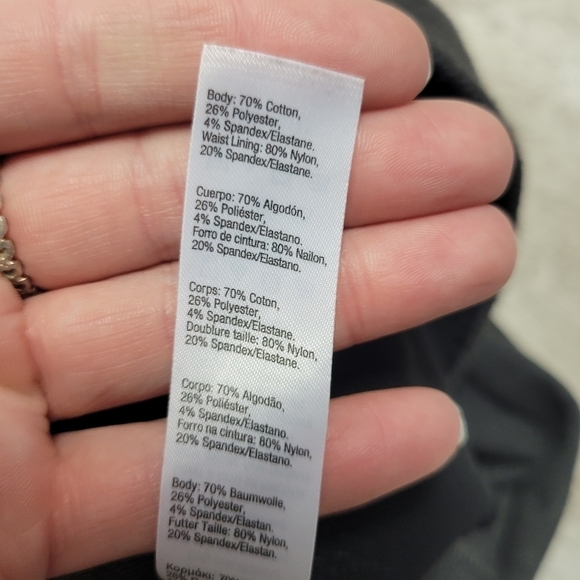 Body: 70% Cotton,
26% Polyester,
4% Spandex/Elastane.
Waist Lining: 80% Nylon,
20% Spandex/Elastane.
Cuerpo: 70% Algodón,
26% Poliéster,
4% Spandex/Elastano.
Forro de cintura: 80% Nailon,
20% Spandex/Elastano.
Corps: 70% Coton,
26% Polyester,
4% Spandex/Elastane.
Doublure taille: 80% Nylon,
20% Spandex/Elastane.
Corpo: 70% Algodão,
26% Poliéster,
4% Spandex/Elastano.
Forro na cintura: 80% Nylon,
20% Spandex/Elastano.
Body: 70% Baumwolle,
26% Polyester,
4% Spandex/Elastan.
Futter Taille: 80% Nylon,
20% Spandex/Elastan.
Κορμάκι: 70%
26%